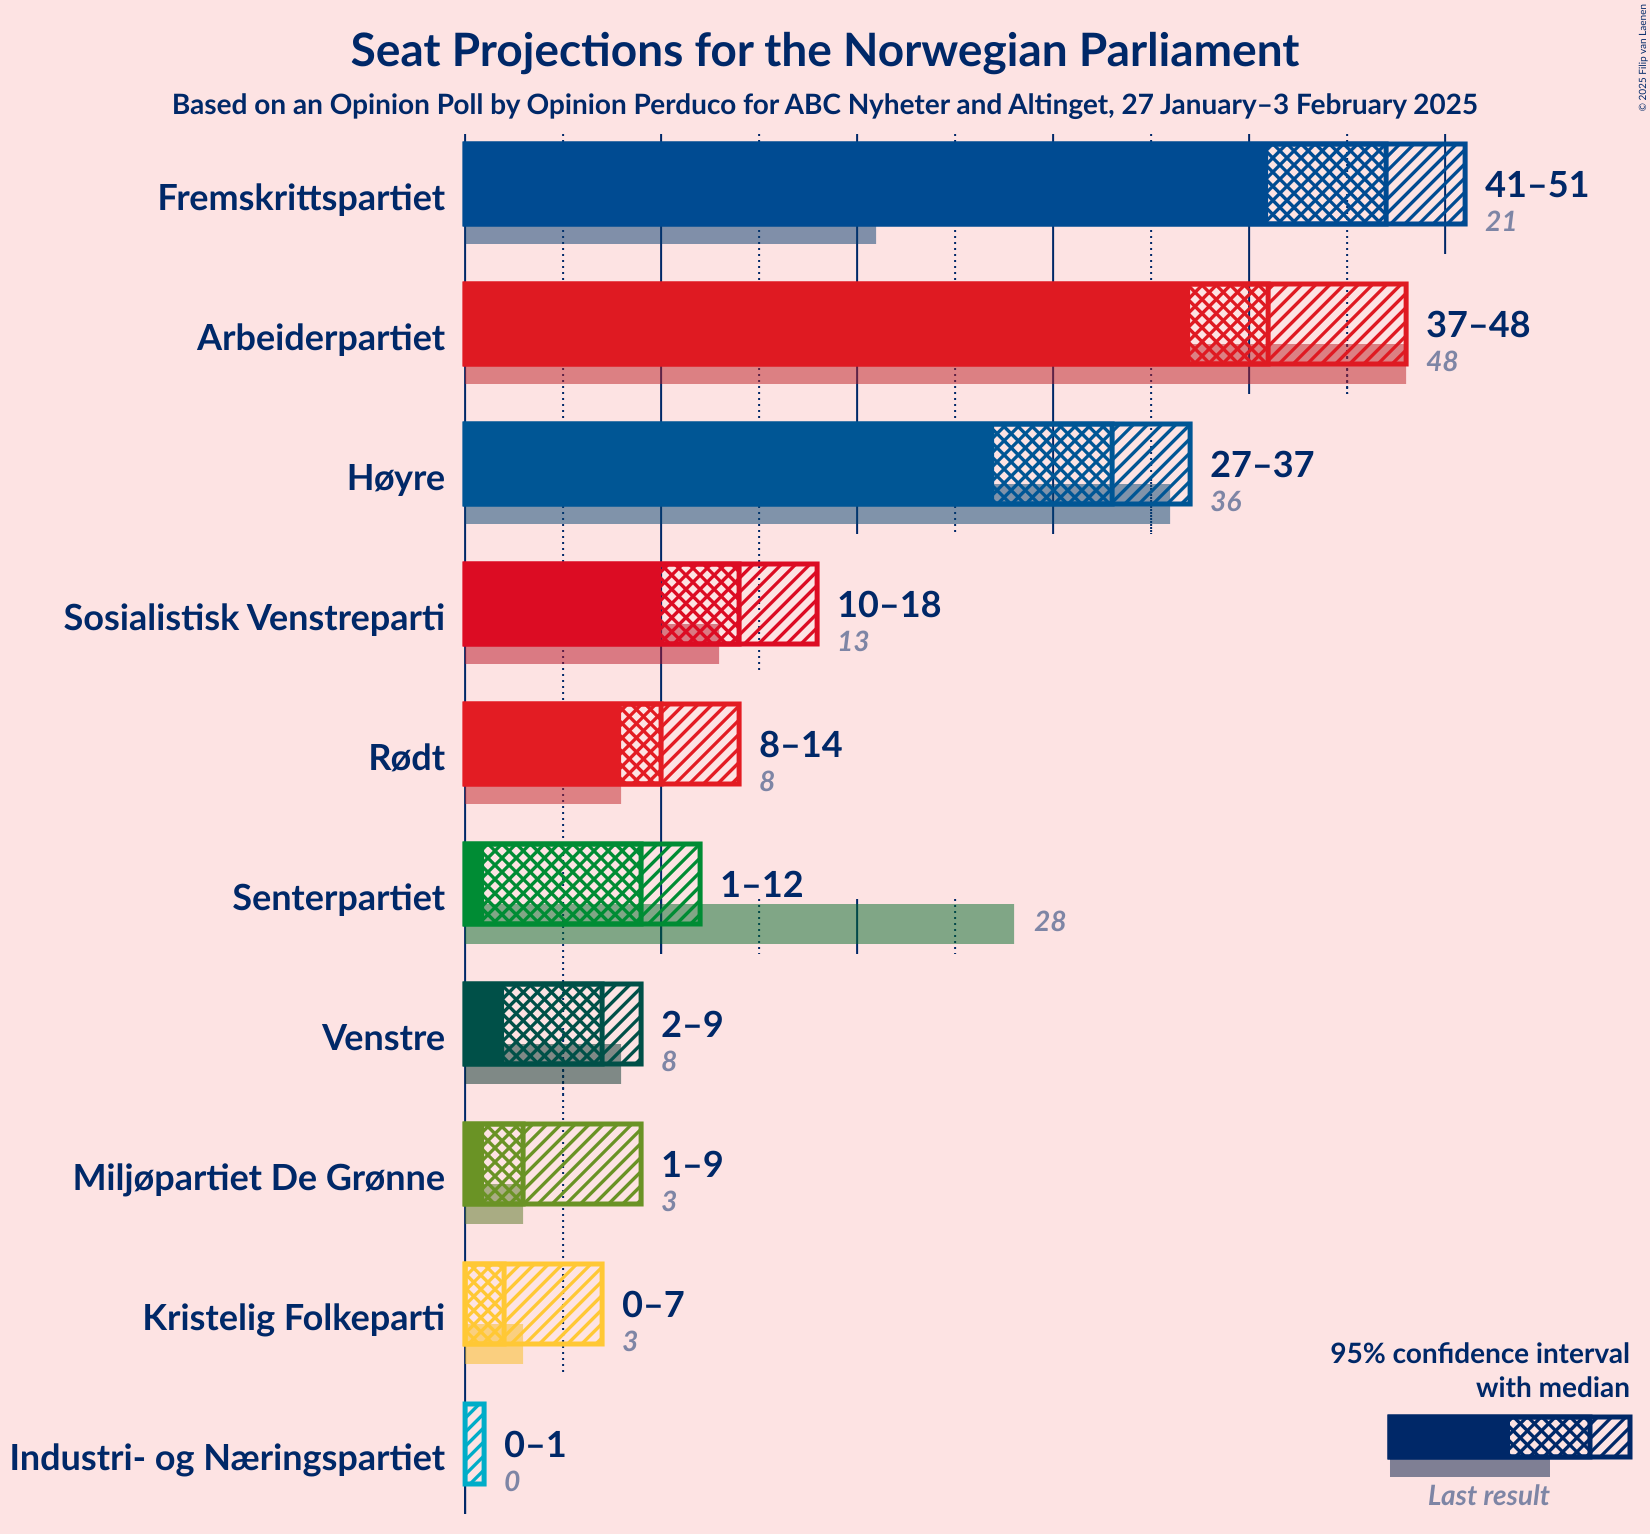 © 2025 Filip van Laenen
Seat Projections for the Norwegian Parliament
Based on an Opinion Poll by Opinion Perduco for ABC Nyheter and Altinget, 27 January–3 February 2025
Fremskrittspartiet
41–51
21
Arbeiderpartiet
37–48
48
Høyre
27–37
36
Sosialistisk Venstreparti
10–18
13
Rødt
8–14
8
Senterpartiet
1–12
28
Venstre
2–9
8
Miljøpartiet De Grønne
1–9
3
Kristelig Folkeparti
0–7
3
Industri- og Næringspartiet
0–1
0
95% confidence interval
with median
Last result